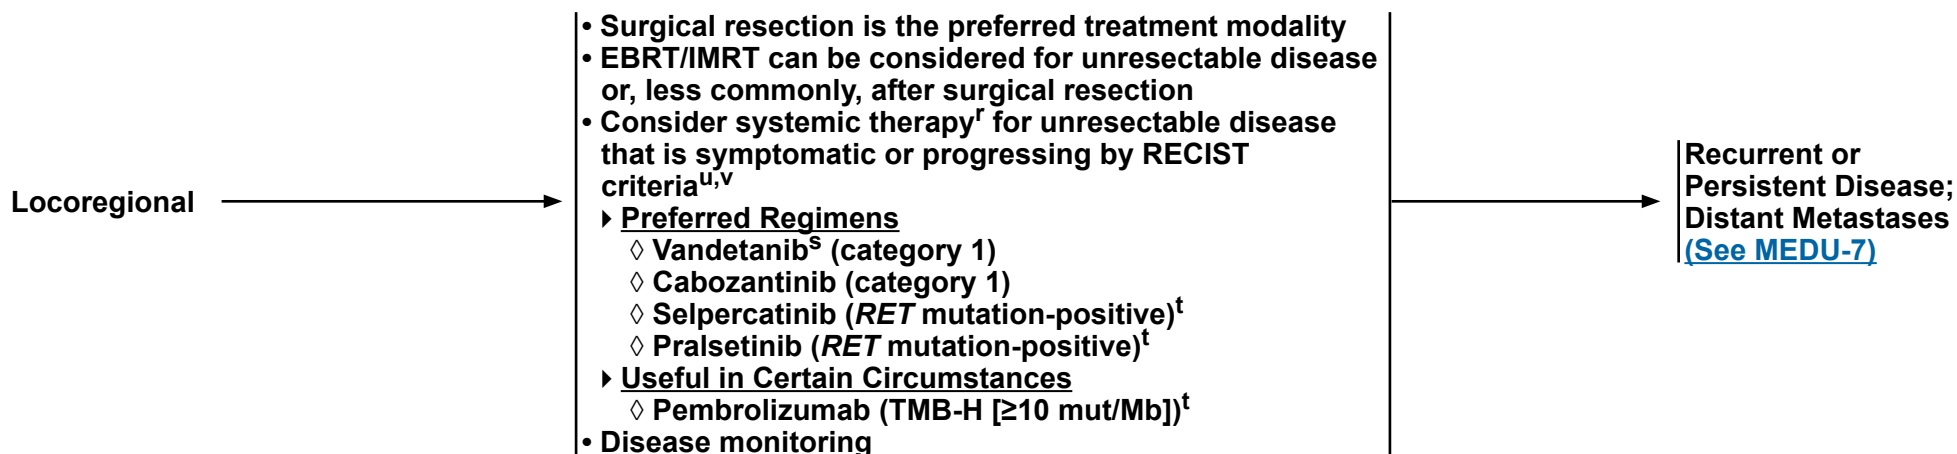 Locoregional
• Surgical resection is the preferred treatment modality
• EBRT/IMRT can be considered for unresectable disease
or, less commonly, after surgical resection
• Consider systemic therapyʳ for unresectable disease
that is symptomatic or progressing by RECIST
criteriaᵘ,ᵛ
▸ Preferred Regimens
◊ Vandetanibˢ (category 1)
◊ Cabozantinib (category 1)
◊ Selpercatinib (RET mutation-positive)ᵗ
◊ Pralsetinib (RET mutation-positive)ᵗ
▸ Useful in Certain Circumstances
◊ Pembrolizumab (TMB-H [≥10 mut/Mb])ᵗ
• Disease monitoring
Recurrent or
Persistent Disease;
Distant Metastases
(See MEDU-7)